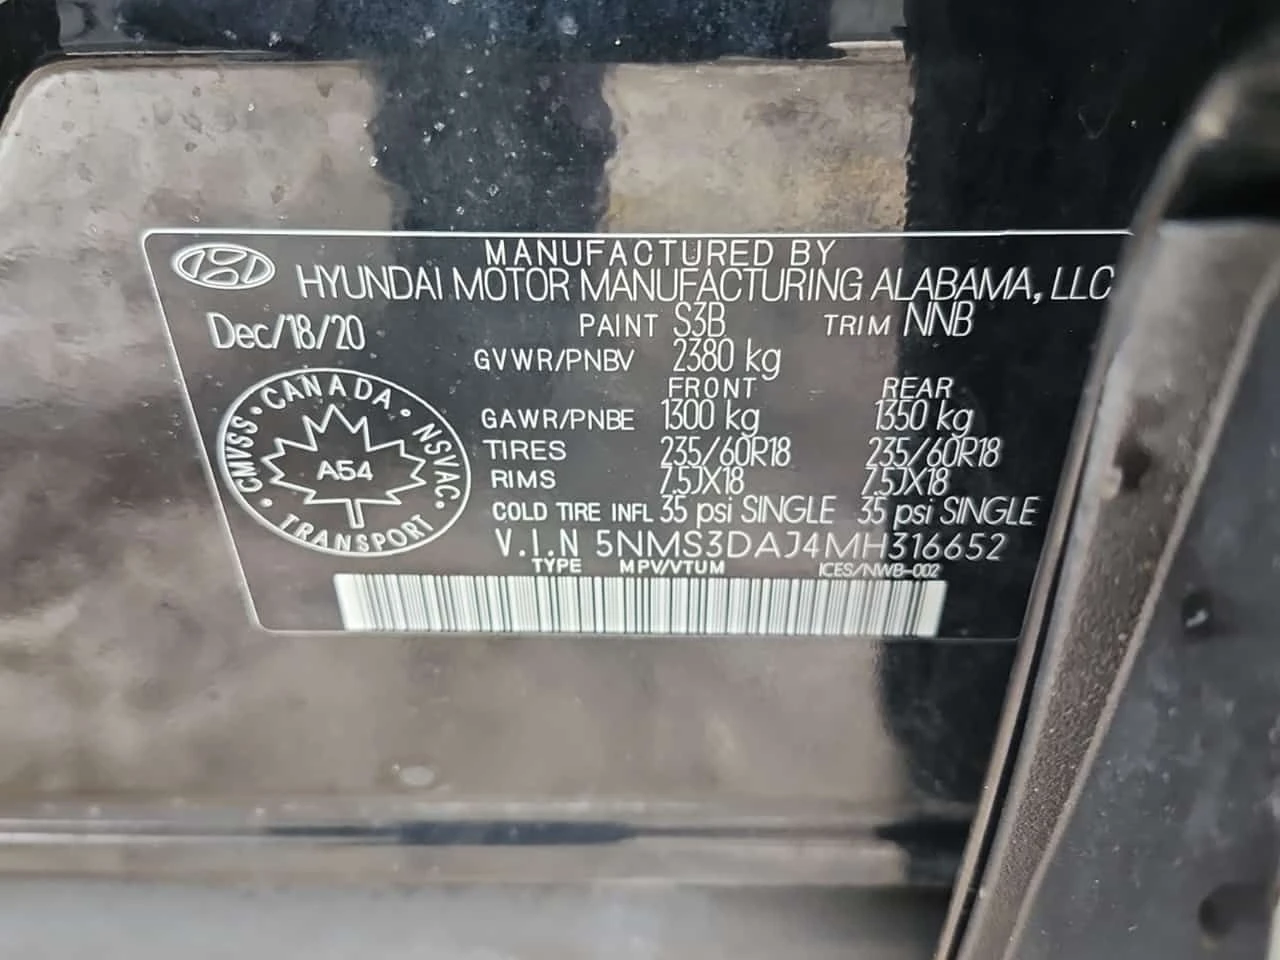 MANUFACTURED BY
HYUNDAI MOTOR MANUFACTURING ALABAMA, LLC
Dec/18/20 PAINT S3B TRIM NNB
GVWR/PNBV 2380 kg
FRONT REAR
GAWR/PNBE 1300 kg 1350 kg
TIRES 235/60R18 235/60R18
RIMS 7.5JX18 7.5JX18
COLD TIRE INFL 35 psi SINGLE 35 psi SINGLE
V.I.N 5NMS3DAJ4MH316652
TYPE MPV/VTUM ICES/NWB-002
CANADA • NSVAC • TRANSPORT • CMVSS •
A54